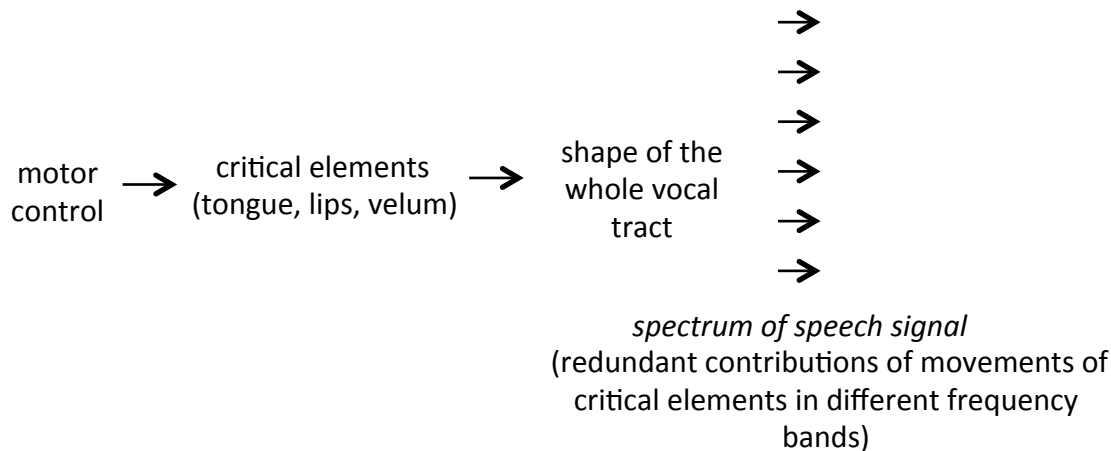 motor
control
critical elements
(tongue, lips, velum)
shape of the
whole vocal
tract
spectrum of speech signal
(redundant contributions of movements of
critical elements in different frequency
bands)